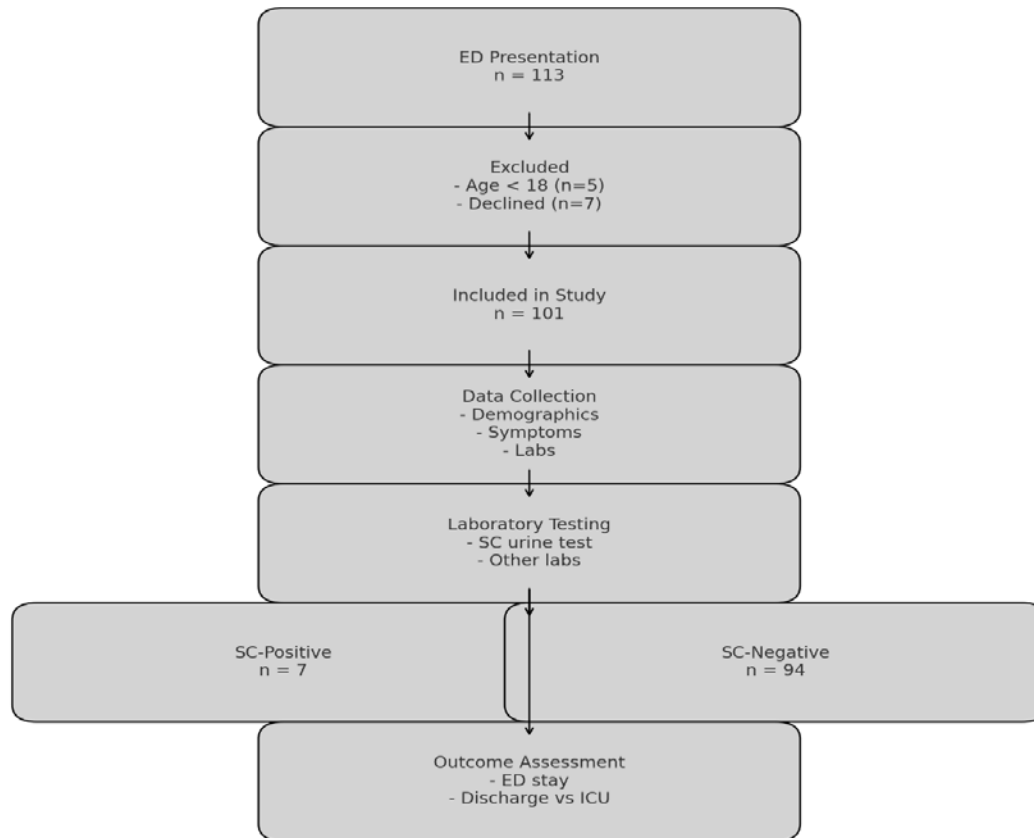 ED Presentation
n = 113
Excluded
- Age < 18 (n=5)
- Declined (n=7)
Included in Study
n = 101
Data Collection
- Demographics
- Symptoms
- Labs
Laboratory Testing
- SC urine test
- Other labs
SC-Positive
n = 7
SC-Negative
n = 94
Outcome Assessment
- ED stay
- Discharge vs ICU